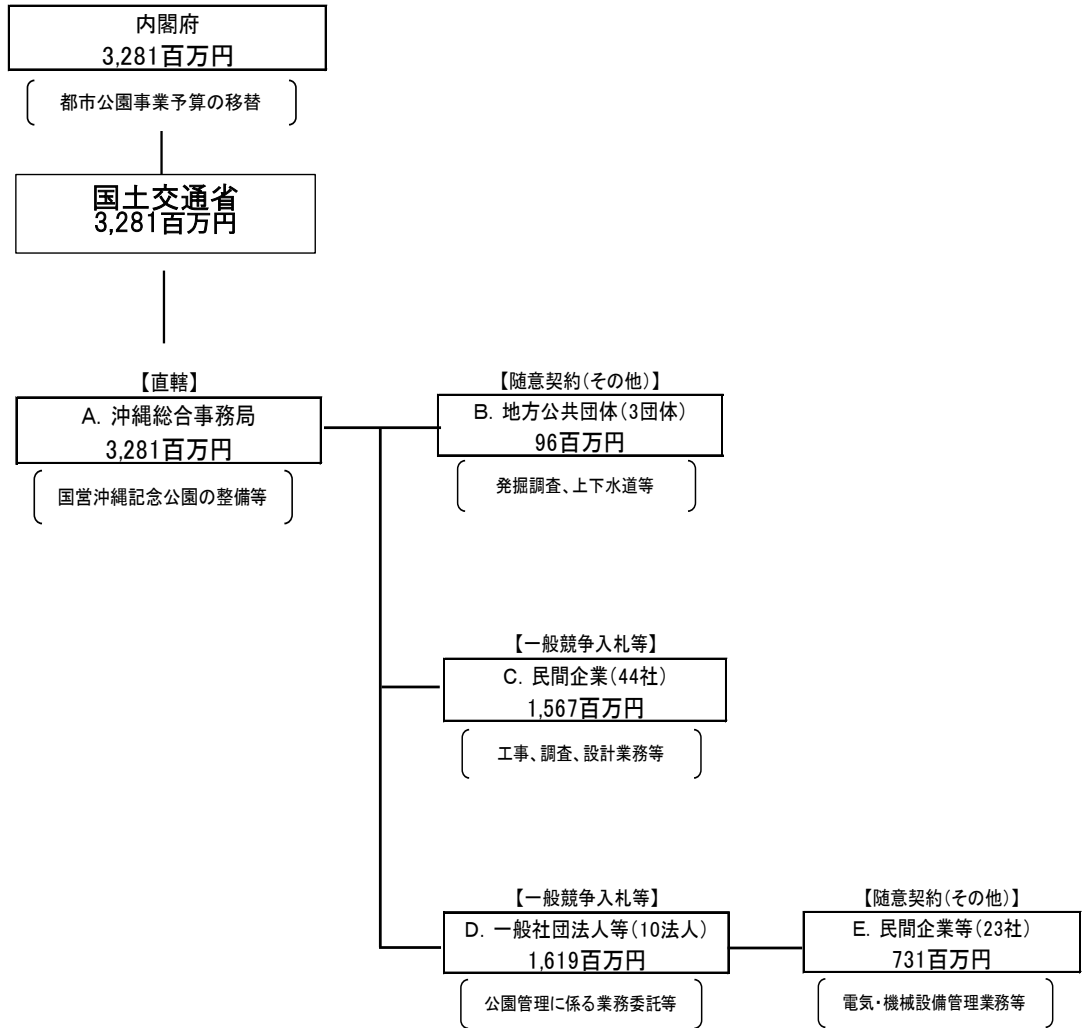 内閣府
3,281百万円
都市公園事業予算の移替
国土交通省
3,281百万円
【直轄】
A. 沖縄総合事務局
3,281百万円
国営沖縄記念公園の整備等
【随意契約(その他)】
B. 地方公共団体(3団体)
96百万円
発掘調査、上下水道等
【一般競争入札等】
C. 民間企業(44社)
1,567百万円
工事、調査、設計業務等
【一般競争入札等】
D. 一般社団法人等(10法人)
1,619百万円
公園管理に係る業務委託等
【随意契約(その他)】
E. 民間企業等(23社)
731百万円
電気・機械設備管理業務等